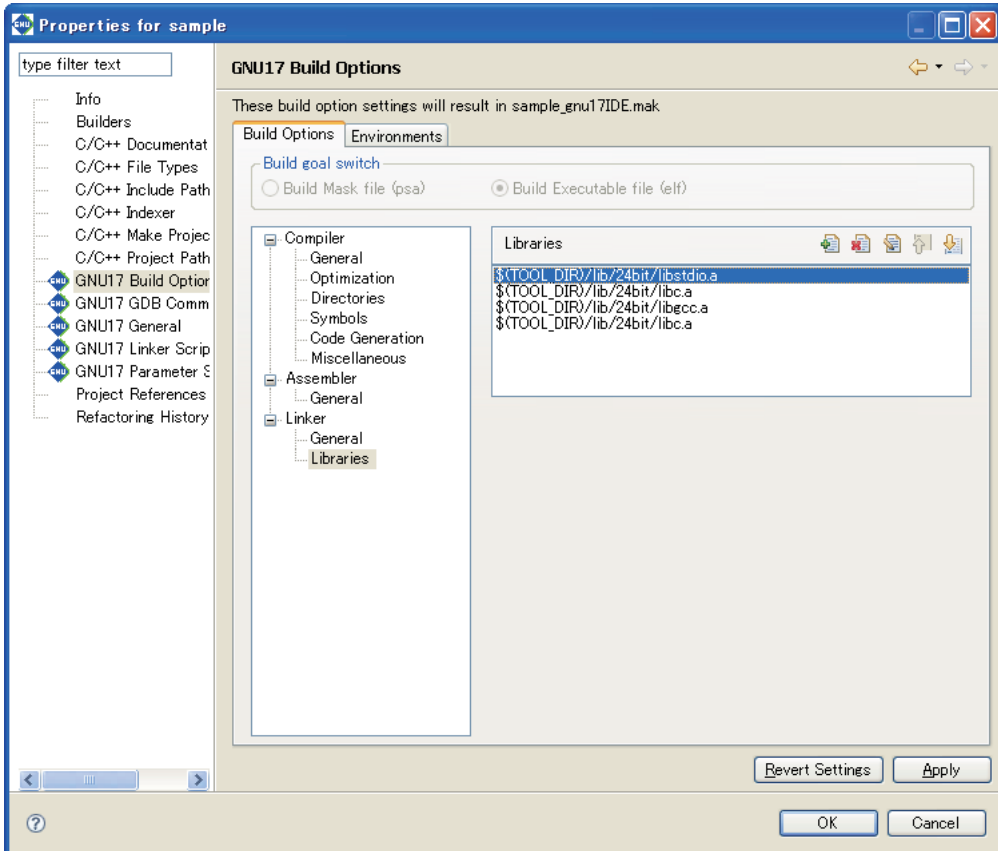 Properties for sample
type filter text
GNU17 Build Options
Info
Builders
C/C++ Documentat
C/C++ File Types
C/C++ Include Path
C/C++ Indexer
C/C++ Make Projec
C/C++ Project Path
GNU17 Build Option
GNU17 GDB Comm
GNU17 General
GNU17 Linker Scrip
GNU17 Parameter S
Project References
Refactoring History
These build option settings will result in sample_gnu17IDE.mak
Build Options
Environments
Build goal switch
Build Mask file (psa)
Build Executable file (elf)
Compiler
General
Optimization
Directories
Symbols
Code Generation
Miscellaneous
Assembler
General
Linker
General
Libraries
Libraries
$(TOOL_DIR)/lib/24bit/libstdio.a
$(TOOL_DIR)/lib/24bit/libc.a
$(TOOL_DIR)/lib/24bit/libgcc.a
$(TOOL_DIR)/lib/24bit/libc.a
Revert Settings
Apply
OK
Cancel